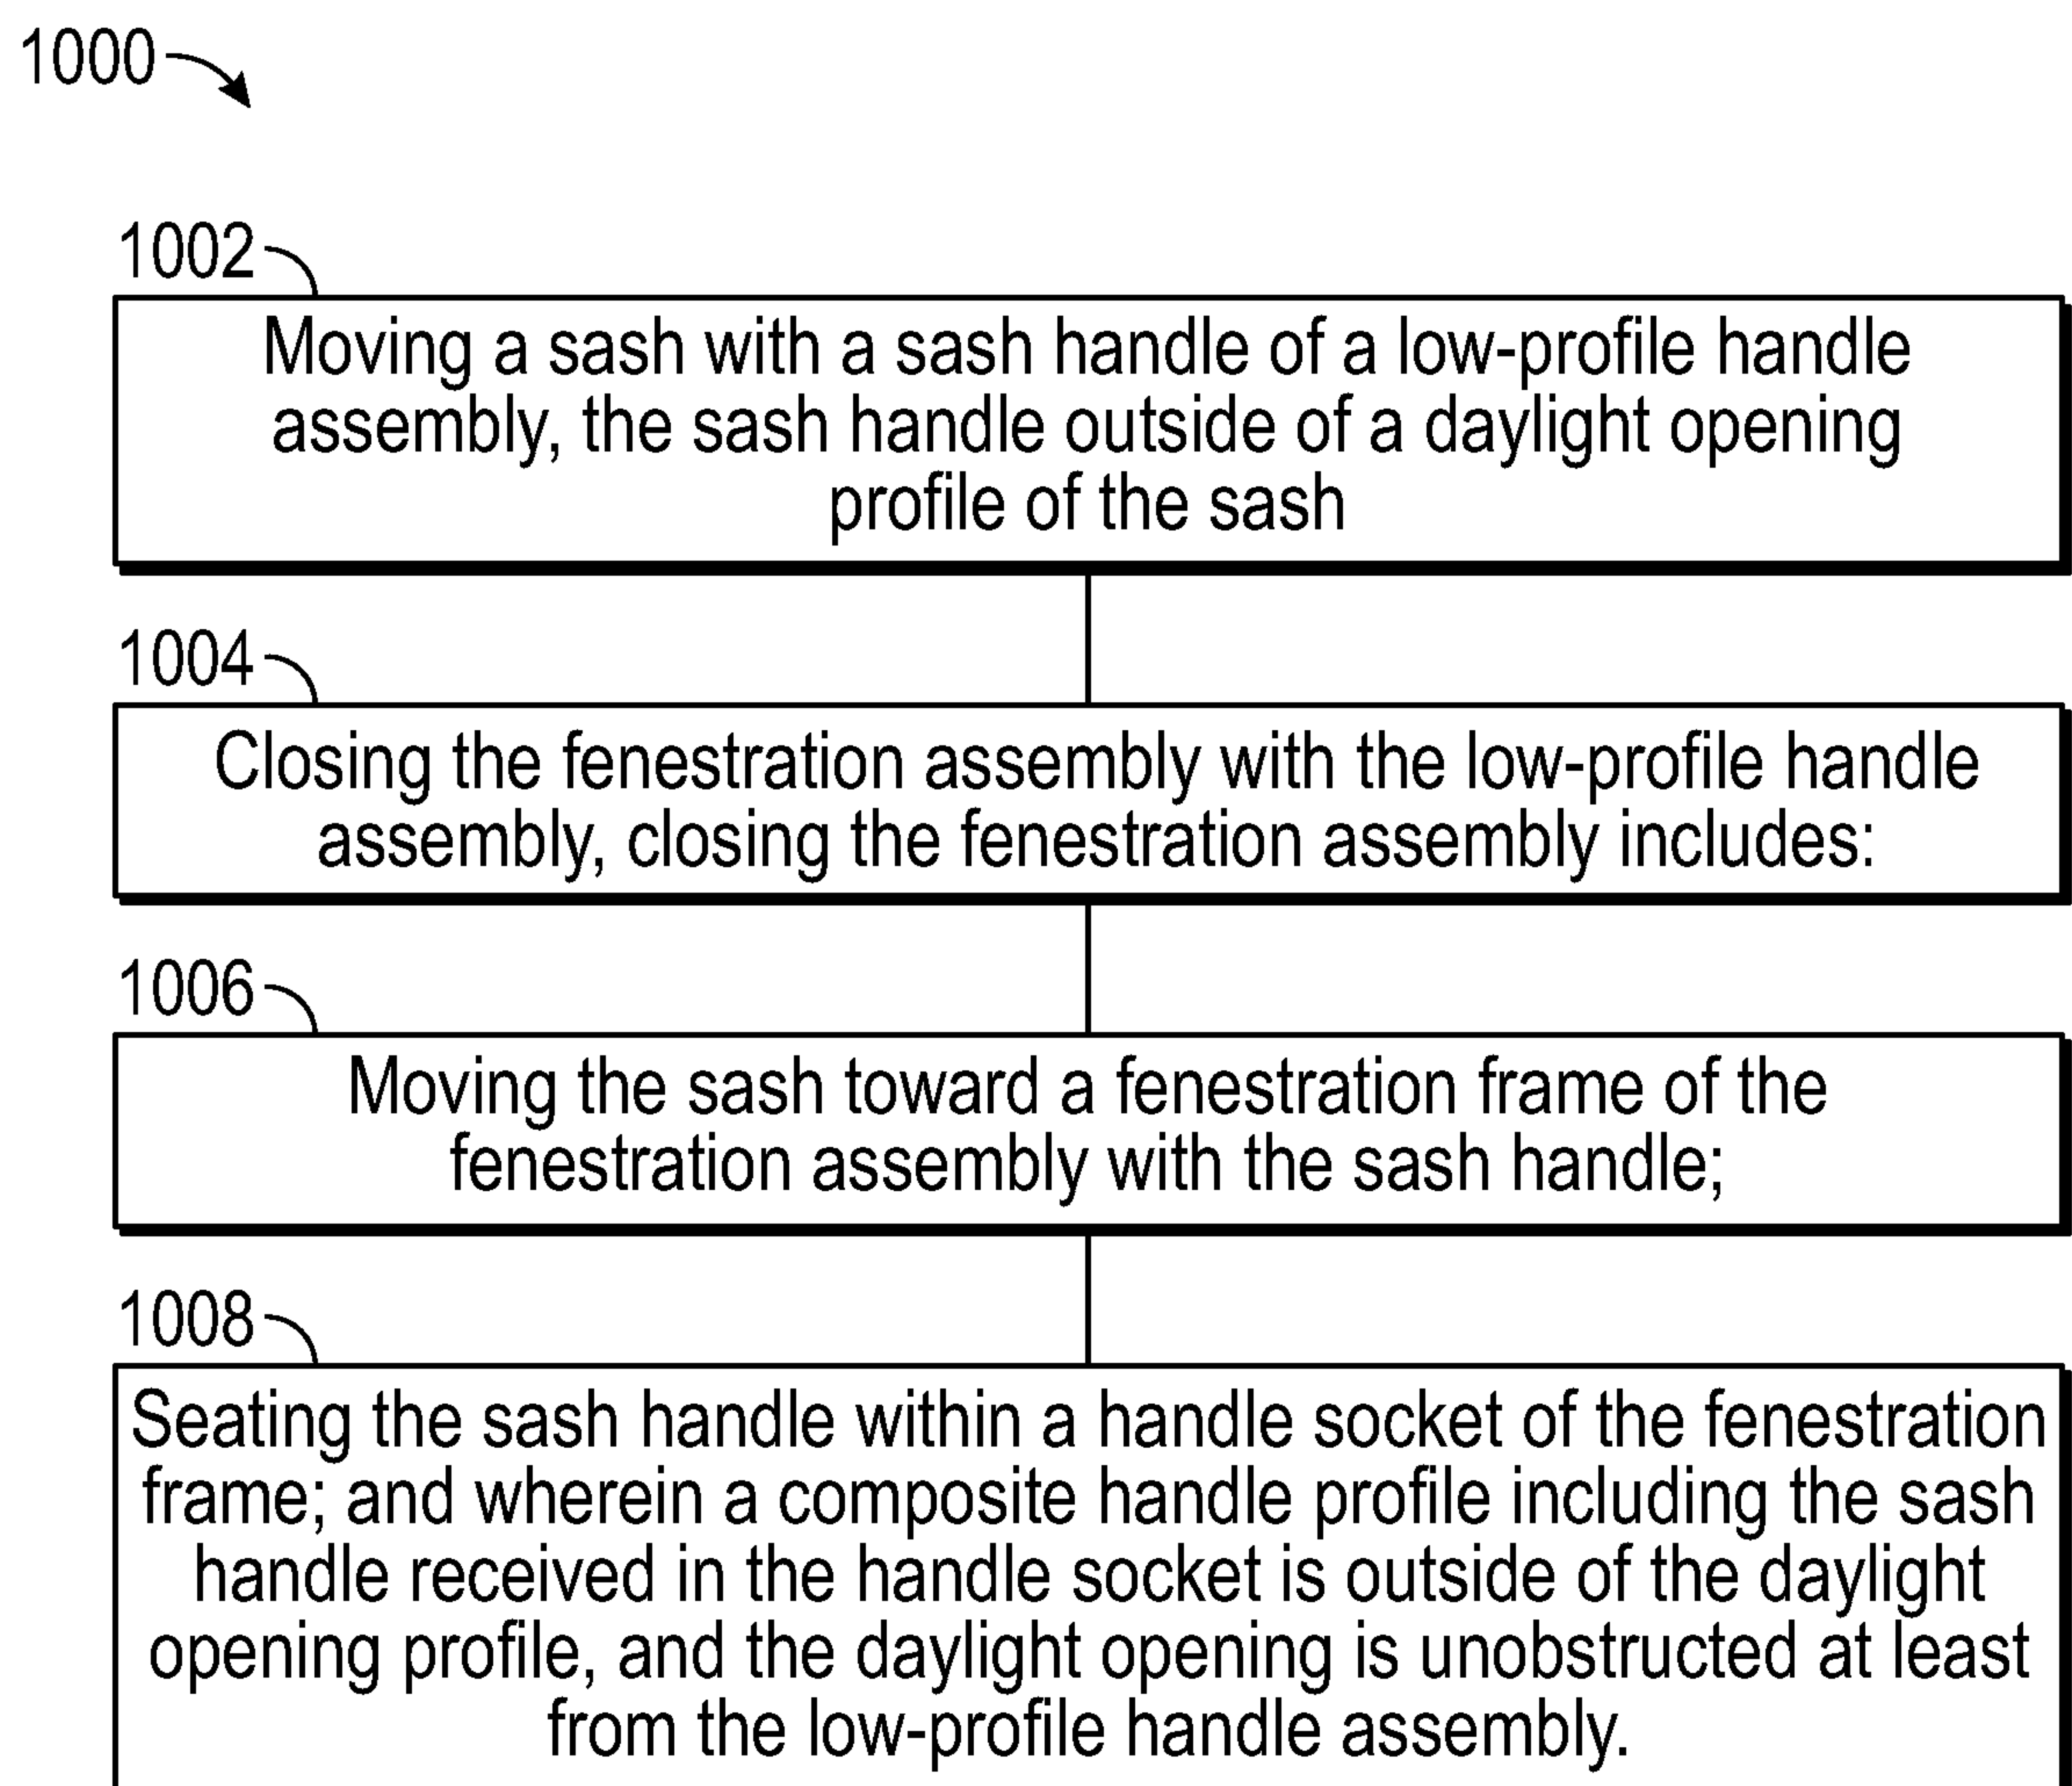 1000
1002
Moving a sash with a sash handle of a low-profile handle
assembly, the sash handle outside of a daylight opening
profile of the sash
1004
Closing the fenestration assembly with the low-profile handle
assembly, closing the fenestration assembly includes:
1006
Moving the sash toward a fenestration frame of the
fenestration assembly with the sash handle;
1008
Seating the sash handle within a handle socket of the fenestration
frame; and wherein a composite handle profile including the sash
handle received in the handle socket is outside of the daylight
opening profile, and the daylight opening is unobstructed at least
from the low-profile handle assembly.